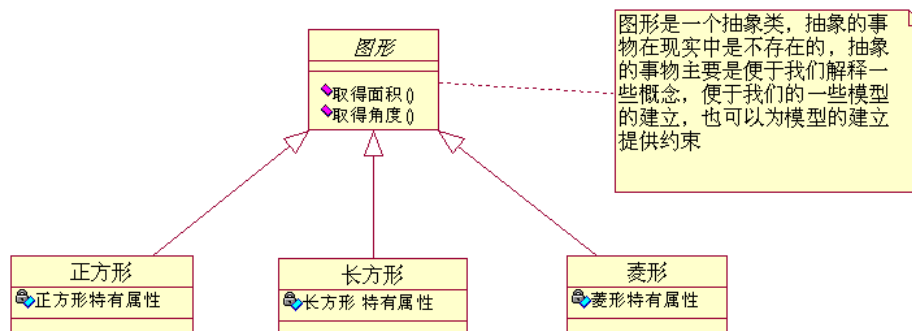 图形
取得面积()
取得角度()
图形是一个抽象类，抽象的事
物在现实中是不存在的，抽象
的事物主要是便于我们解释一
些概念，便于我们的一些模型
的建立，也可以为模型的建立
提供约束
正方形
正方形特有属性
长方形
长方形 特有属性
菱形
菱形特有属性